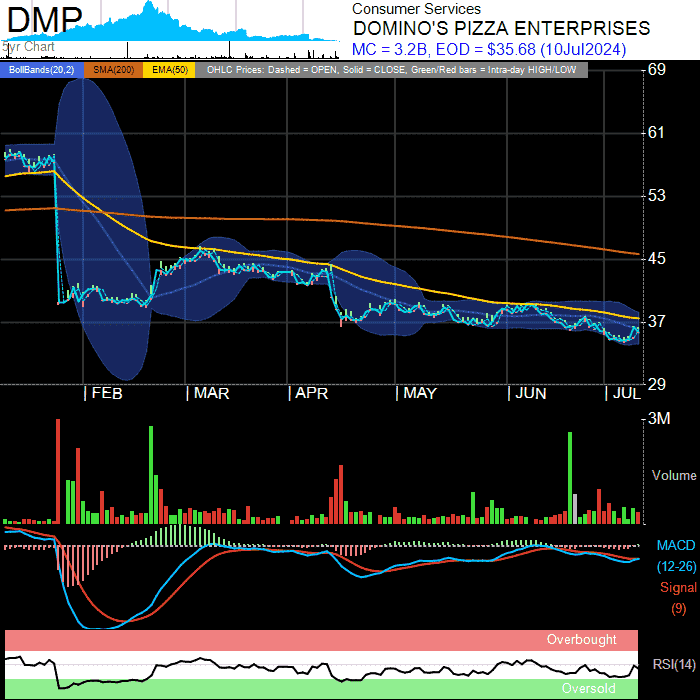 DMP
5yr Chart
Consumer Services
DOMINO'S PIZZA ENTERPRISES
MC = 3.2B, EOD = $35.68 (10Jul2024)
BollBands(20,2) SMA(200) EMA(50) OHLC Prices: Dashed = OPEN, Solid = CLOSE, Green/Red bars = Intra-day HIGH/LOW
69
61
53
45
37
29
FEB MAR APR MAY JUN JUL
3M
Volume
MACD
(12-26)
Signal
(9)
Overbought
RSI(14)
Oversold